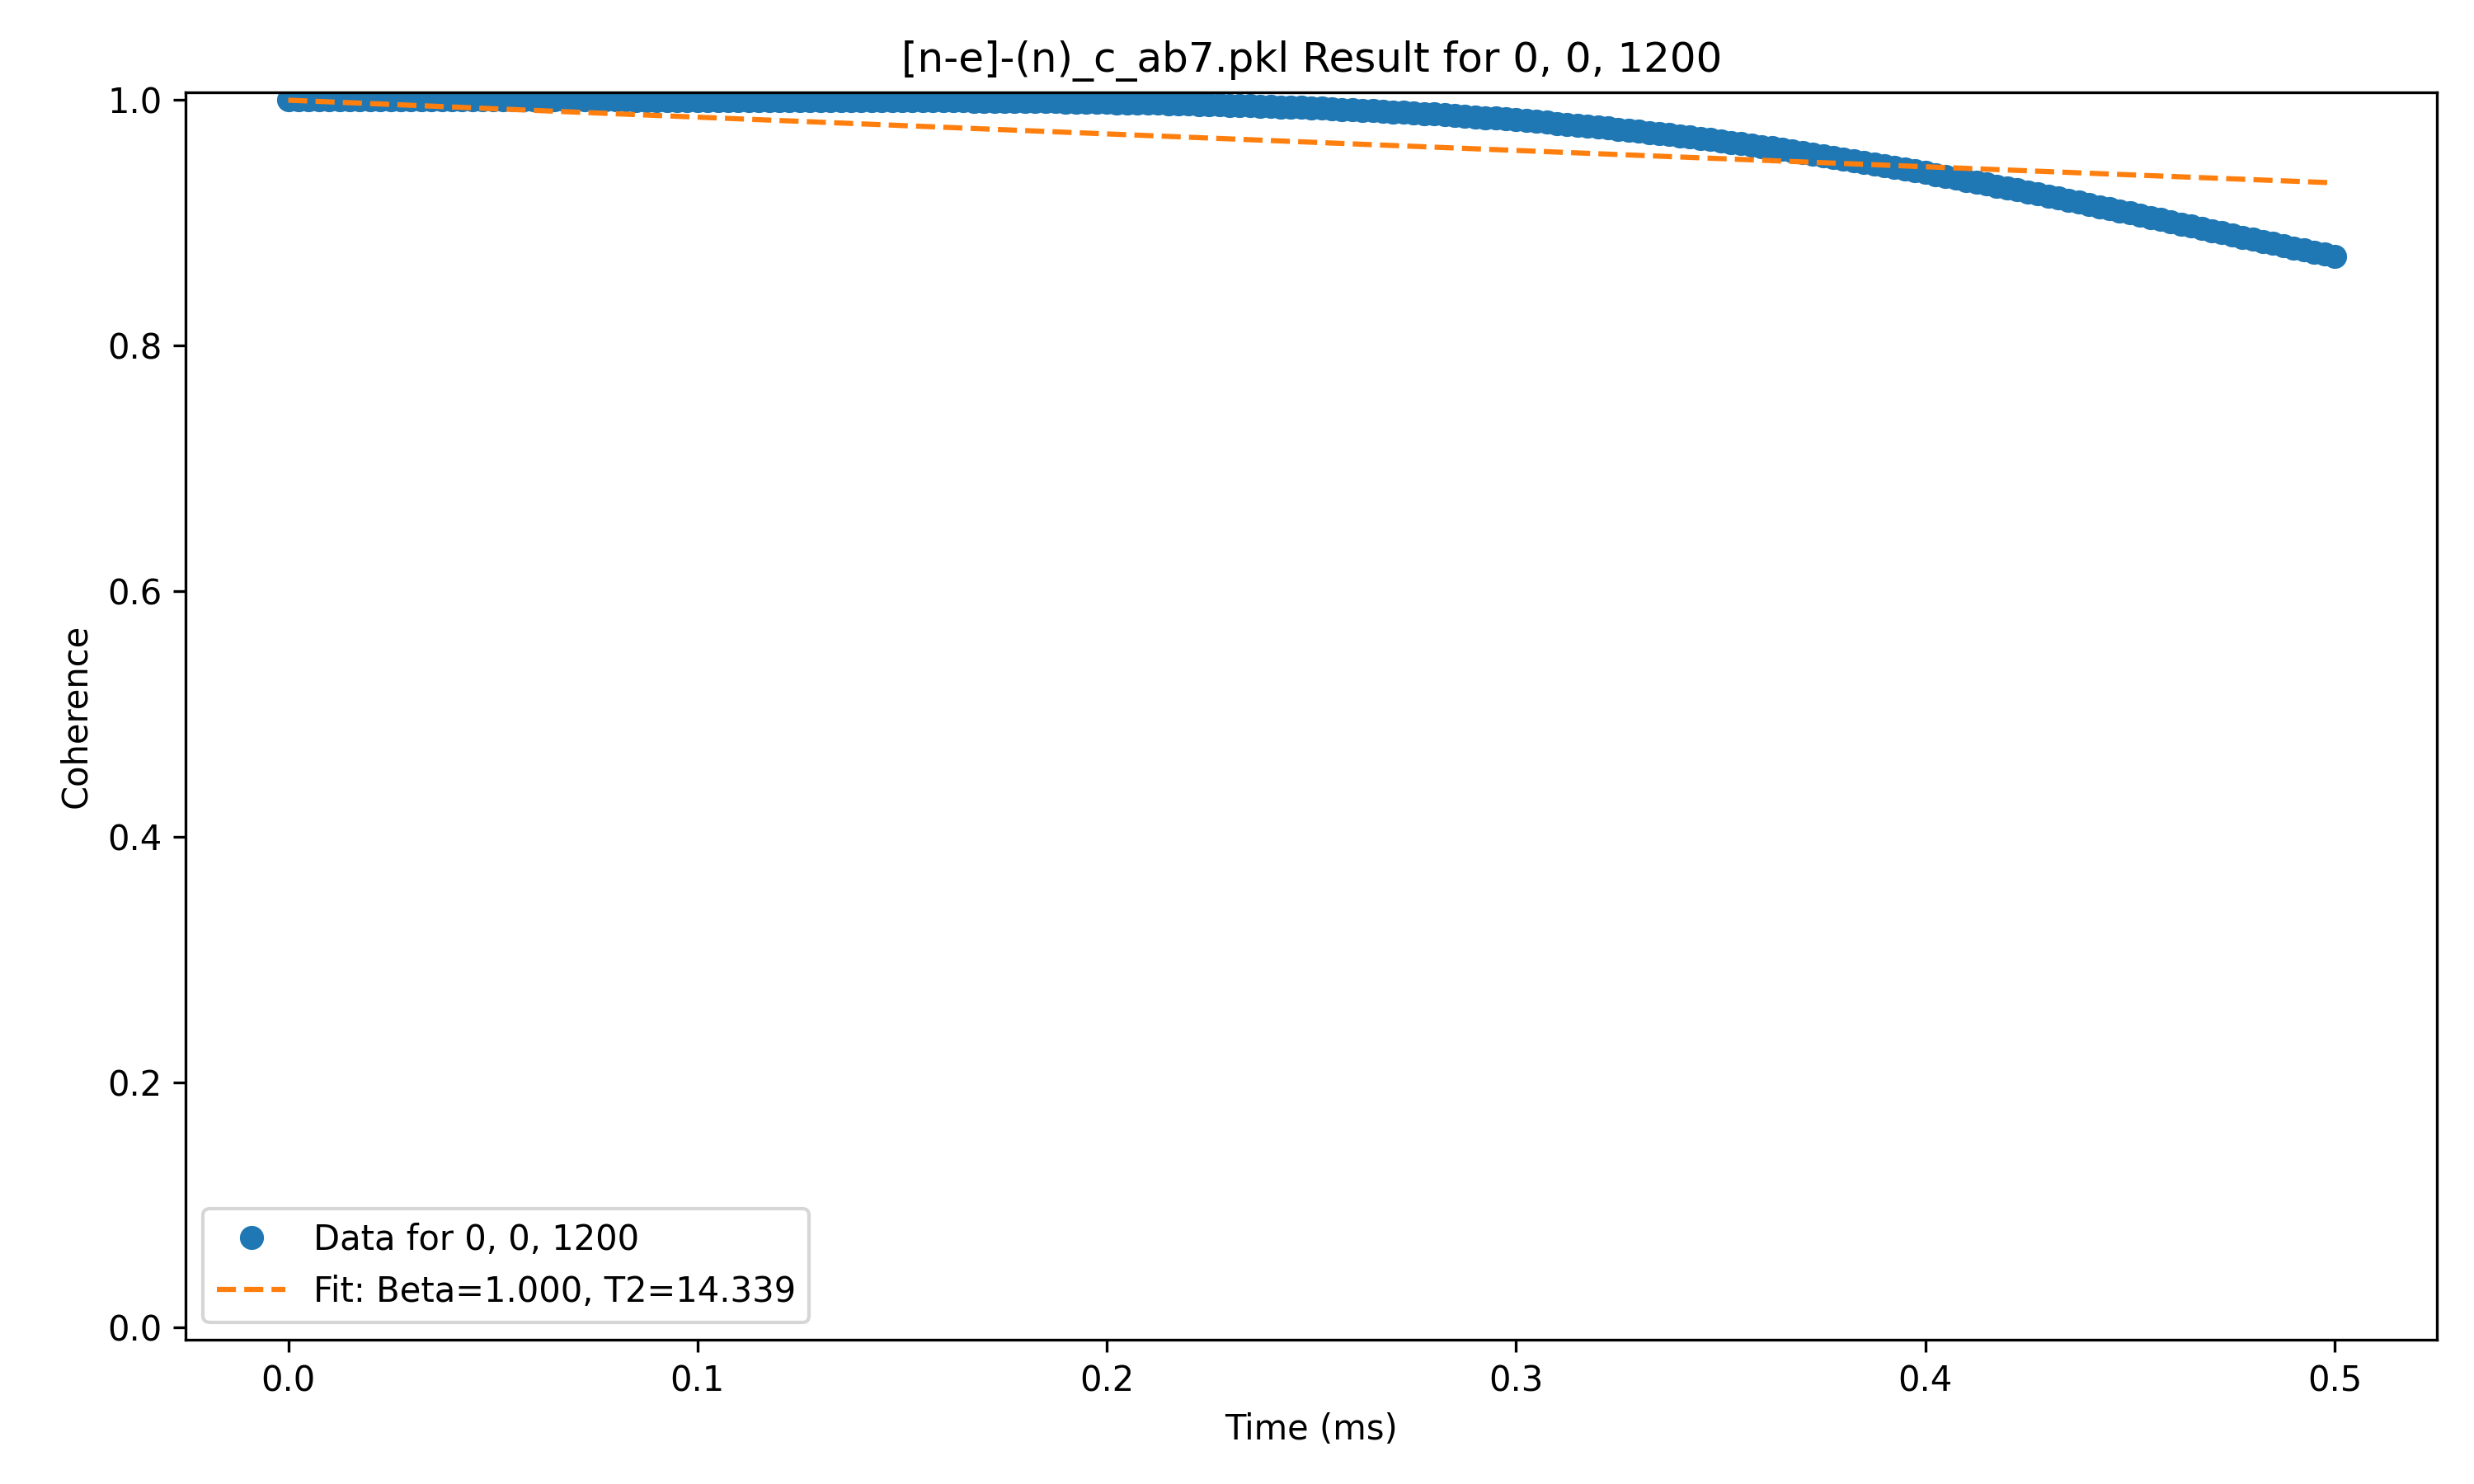 [n-e]-(n)_c_ab7.pkl Result for 0, 0, 1200
1.0
0.8
0.6
0.4
0.2
0.0
Coherence
Data for 0, 0, 1200
Fit: Beta=1.000, T2=14.339
0.0 0.1 0.2 0.3 0.4 0.5
Time (ms)